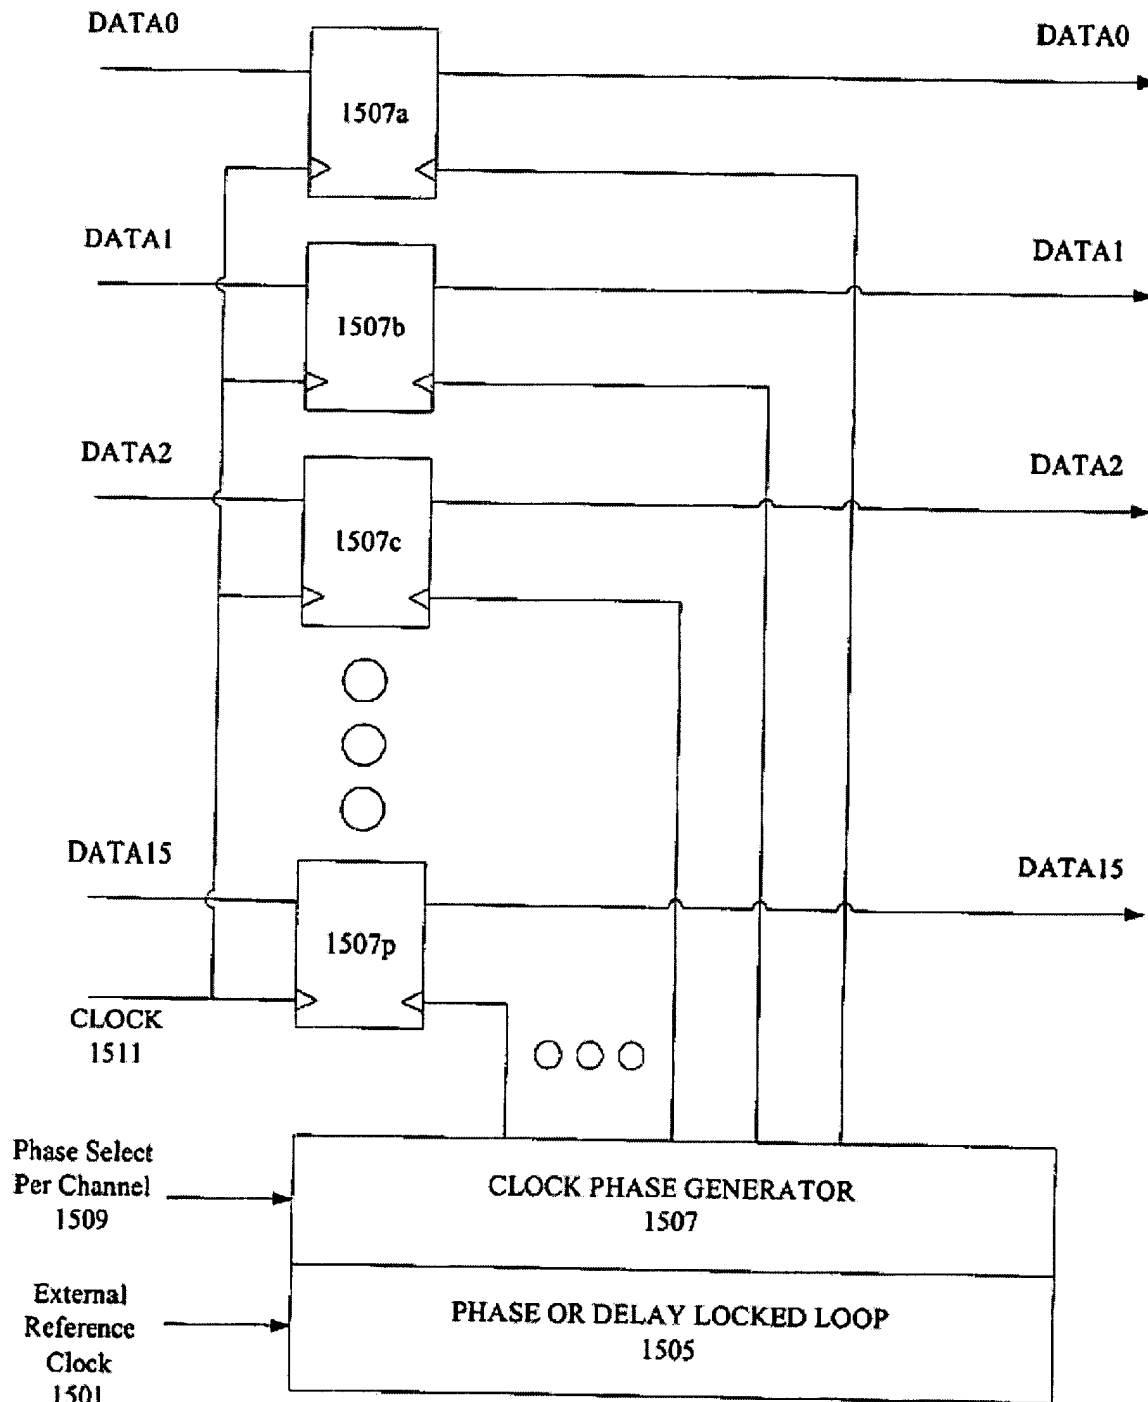 DATA0
DATA0
1507a
DATA1
DATA1
1507b
DATA2
DATA2
1507c
DATA15
DATA15
1507p
CLOCK
1511
Phase Select
Per Channel
1509
CLOCK PHASE GENERATOR
1507
External
Reference
Clock
1501
PHASE OR DELAY LOCKED LOOP
1505